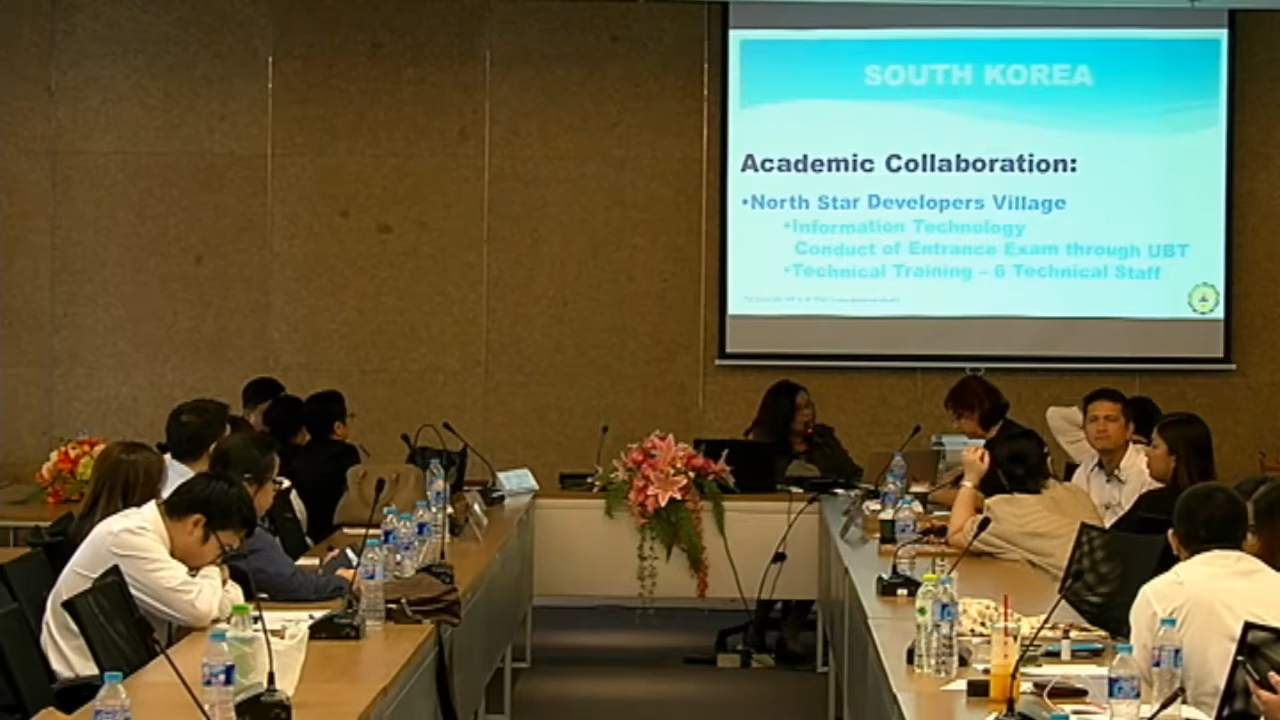 SOUTH KOREA
Academic Collaboration:
•North Star Developers Village
•Information Technology
Conduct of Entrance Exam through UBT
•Technical Training – 6 Technical Staff